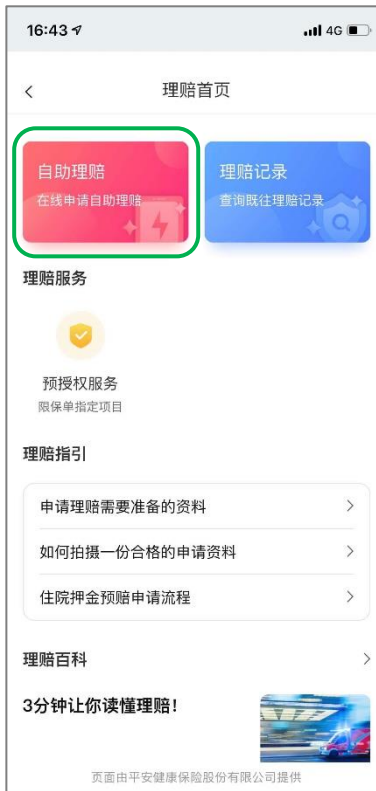 16:43
4G
理赔首页
自助理赔
在线申请自助理赔
理赔记录
查询既往理赔记录
理赔服务
预授权服务
限保单指定项目
理赔指引
申请理赔需要准备的资料
如何拍摄一份合格的申请资料
住院押金预赔申请流程
理赔百科
3分钟让你读懂理赔!
页面由平安健康保险股份有限公司提供